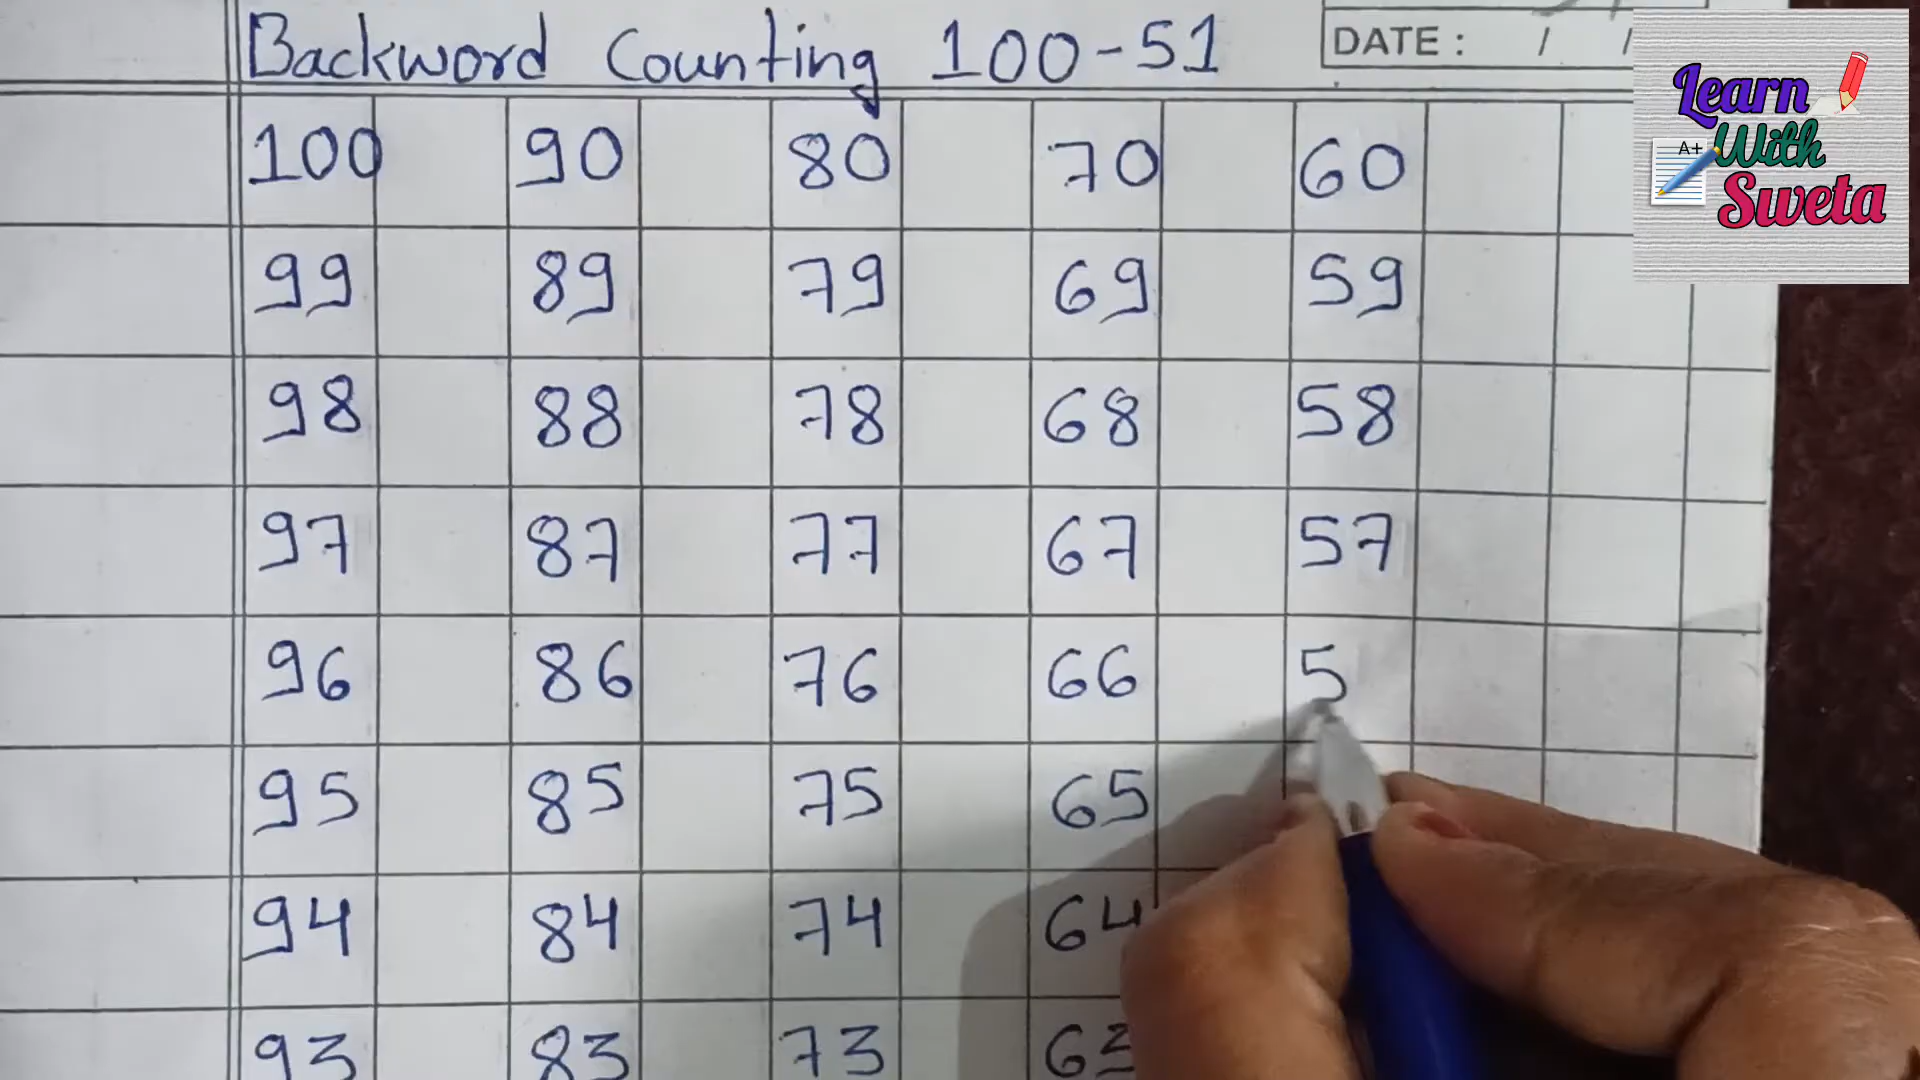 Backword Counting 100-51
DATE : / /
Learn
With
Sweta
A+
100 90 80 70 60
99 89 79 69 59
98 88 78 68 58
97 87 77 67 57
96 86 76 66 5
95 85 75 65
94 84 74 64
93 83 73 63